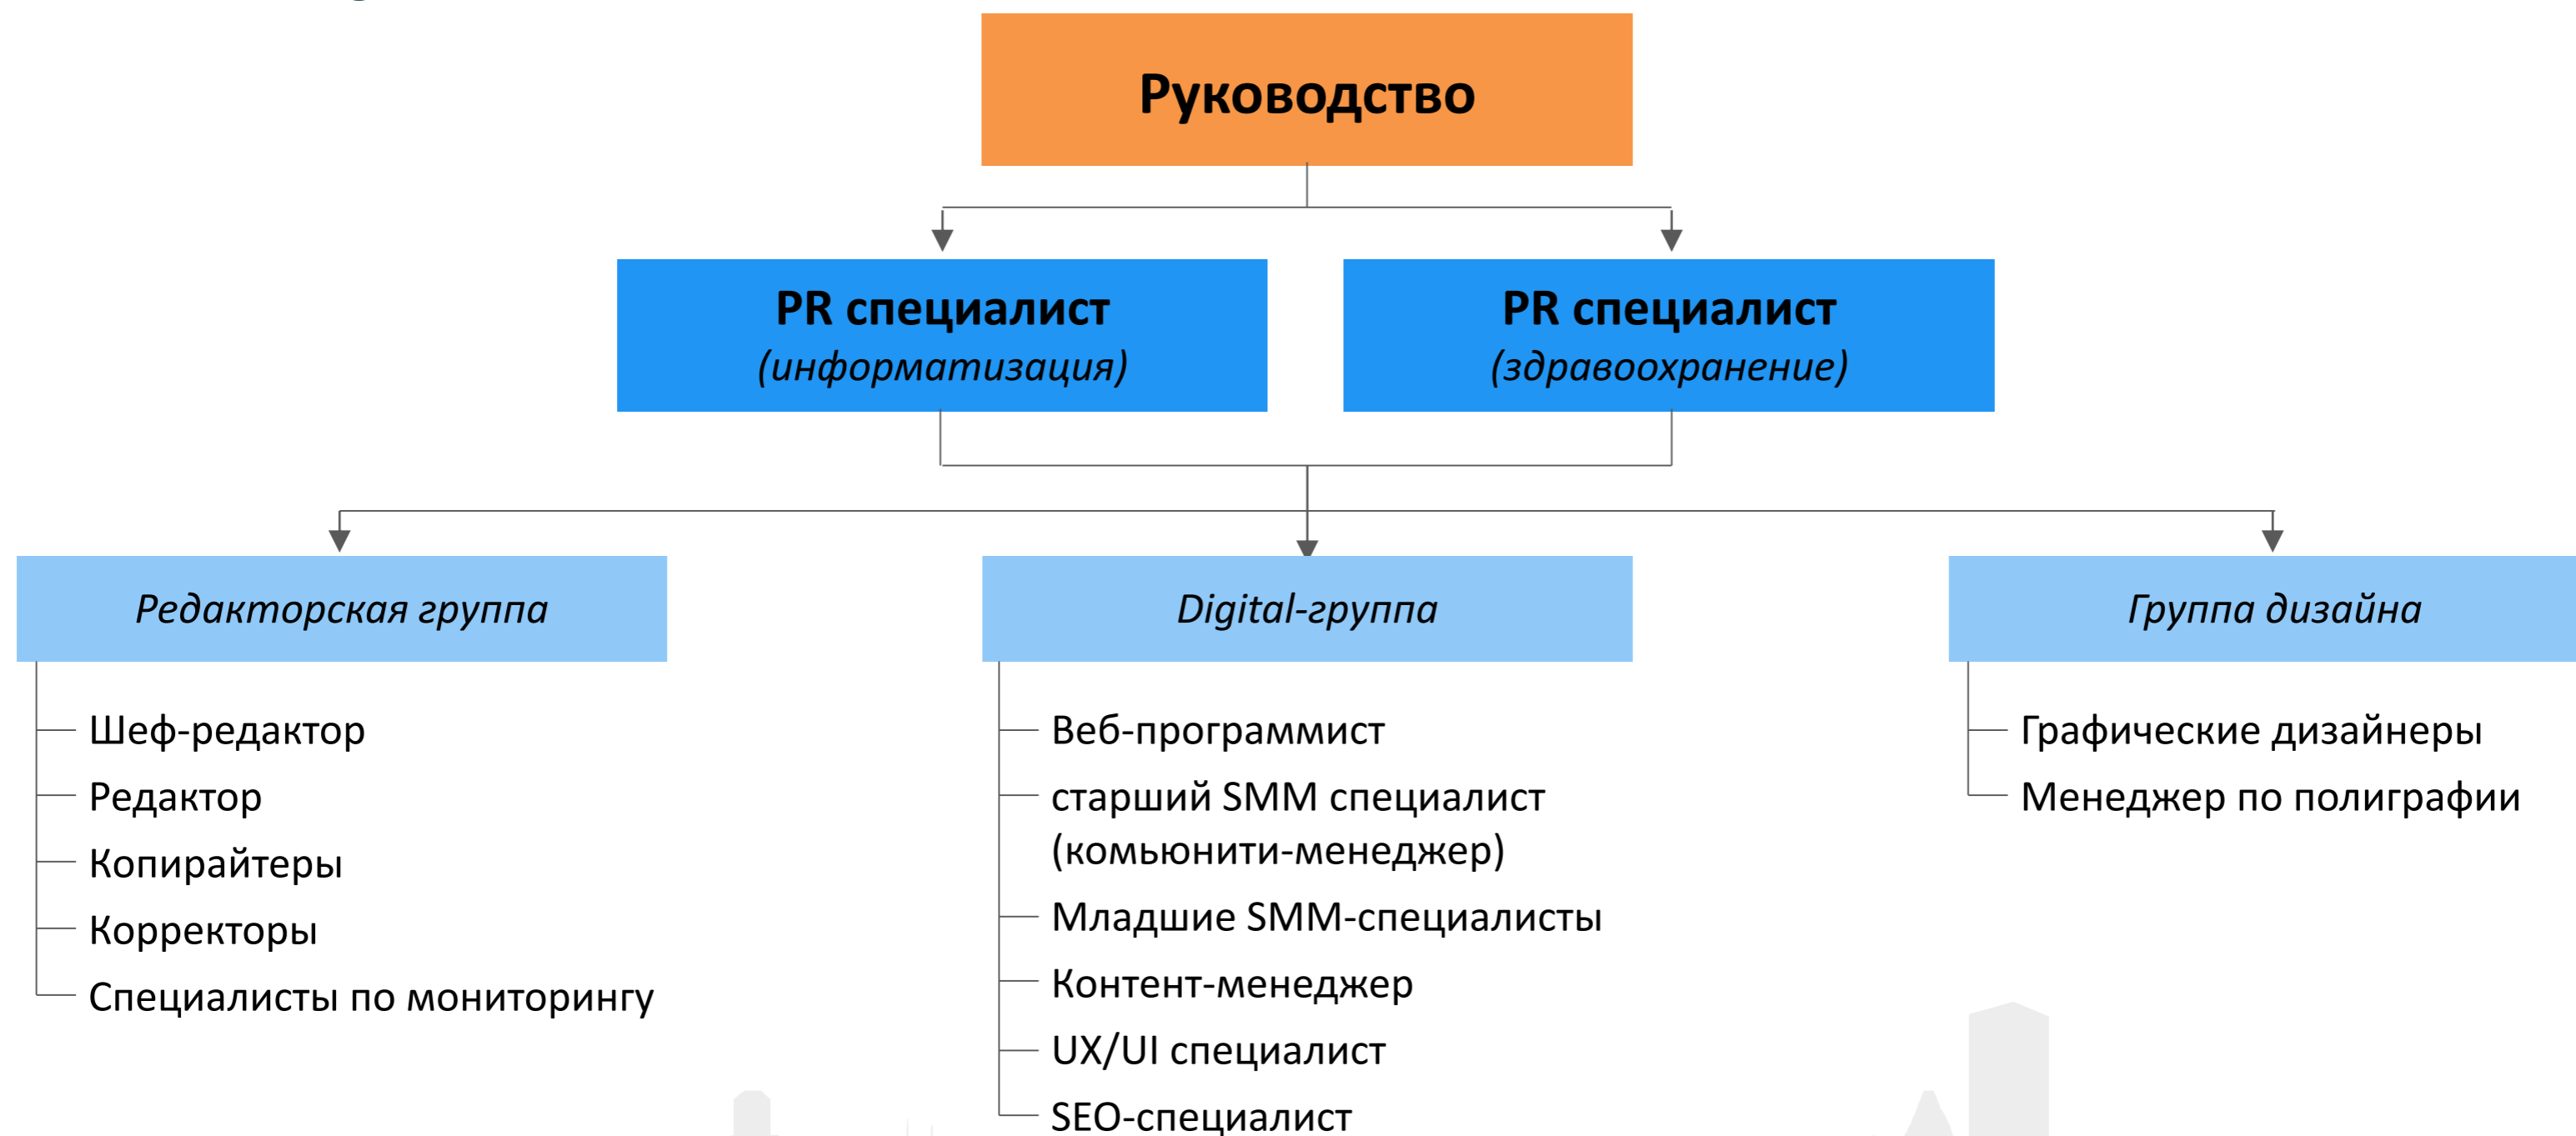 Руководство
PR специалист
(информатизация)
PR специалист
(здравоохранение)
Редакторская группа
Шеф-редактор
Редактор
Копирайтеры
Корректоры
Специалисты по мониторингу
Digital-группа
Веб-программист
старший SMM специалист
(комьюнити-менеджер)
Младшие SMM-специалисты
Контент-менеджер
UX/UI специалист
SEO-специалист
Группа дизайна
Графические дизайнеры
Менеджер по полиграфии